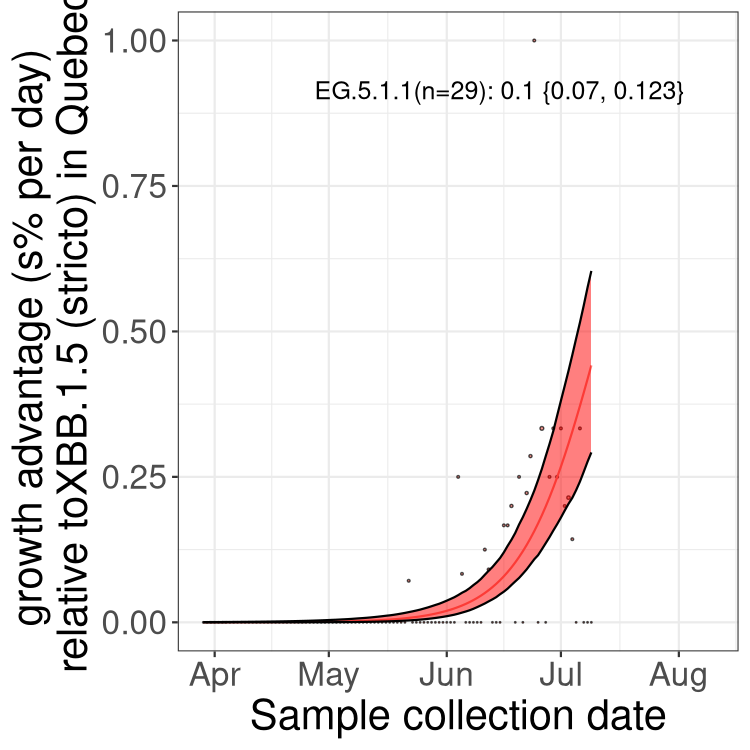 growth advantage (s% per day)
relative toXBB.1.5 (stricto) in Quebec
1.00
0.75
0.50
0.25
0.00
EG.5.1.1(n=29): 0.1 {0.07, 0.123}
Apr May Jun Jul Aug
Sample collection date